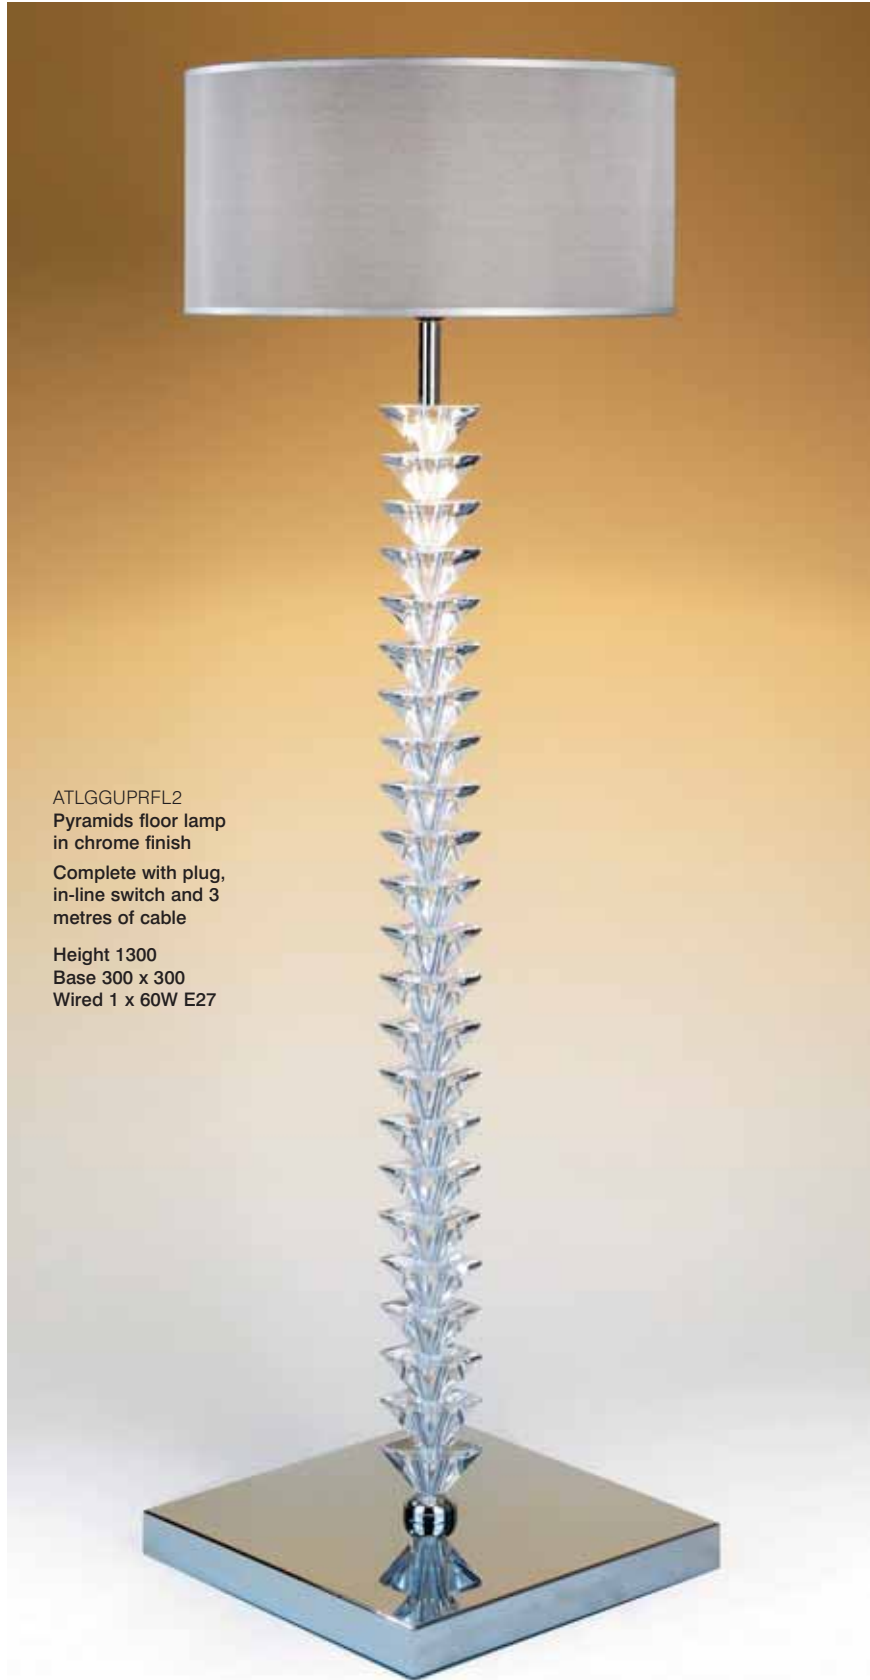 ATLGGUPRFL2
Pyramids floor lamp
in chrome finish
Complete with plug,
in-line switch and 3
metres of cable
Height 1300
Base 300 x 300
Wired 1 x 60W E27